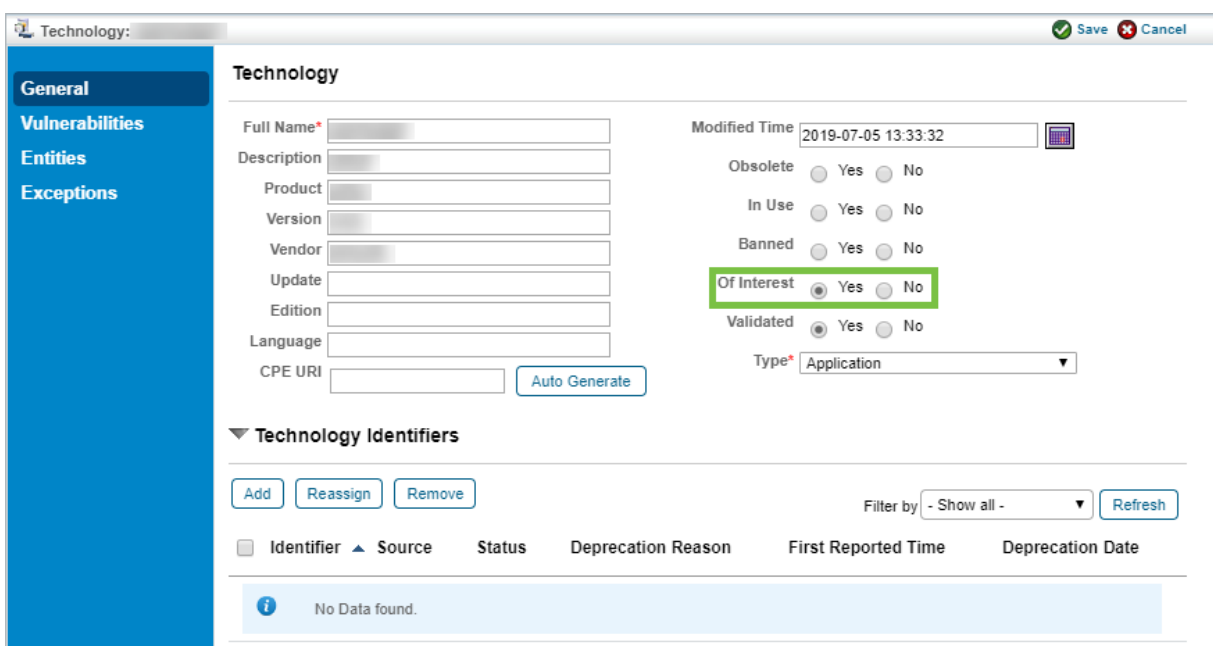 Technology:
Save Cancel
General
Vulnerabilities
Entities
Exceptions
Technology
Full Name*
Description
Product
Version
Vendor
Update
Edition
Language
CPE URI Auto Generate
Modified Time 2019-07-05 13:33:32
Obsolete Yes No
In Use Yes No
Banned Yes No
Of Interest Yes No
Validated Yes No
Type* Application
Technology Identifiers
Add Reassign Remove
Filter by - Show all - Refresh
Identifier Source Status Deprecation Reason First Reported Time Deprecation Date
No Data found.